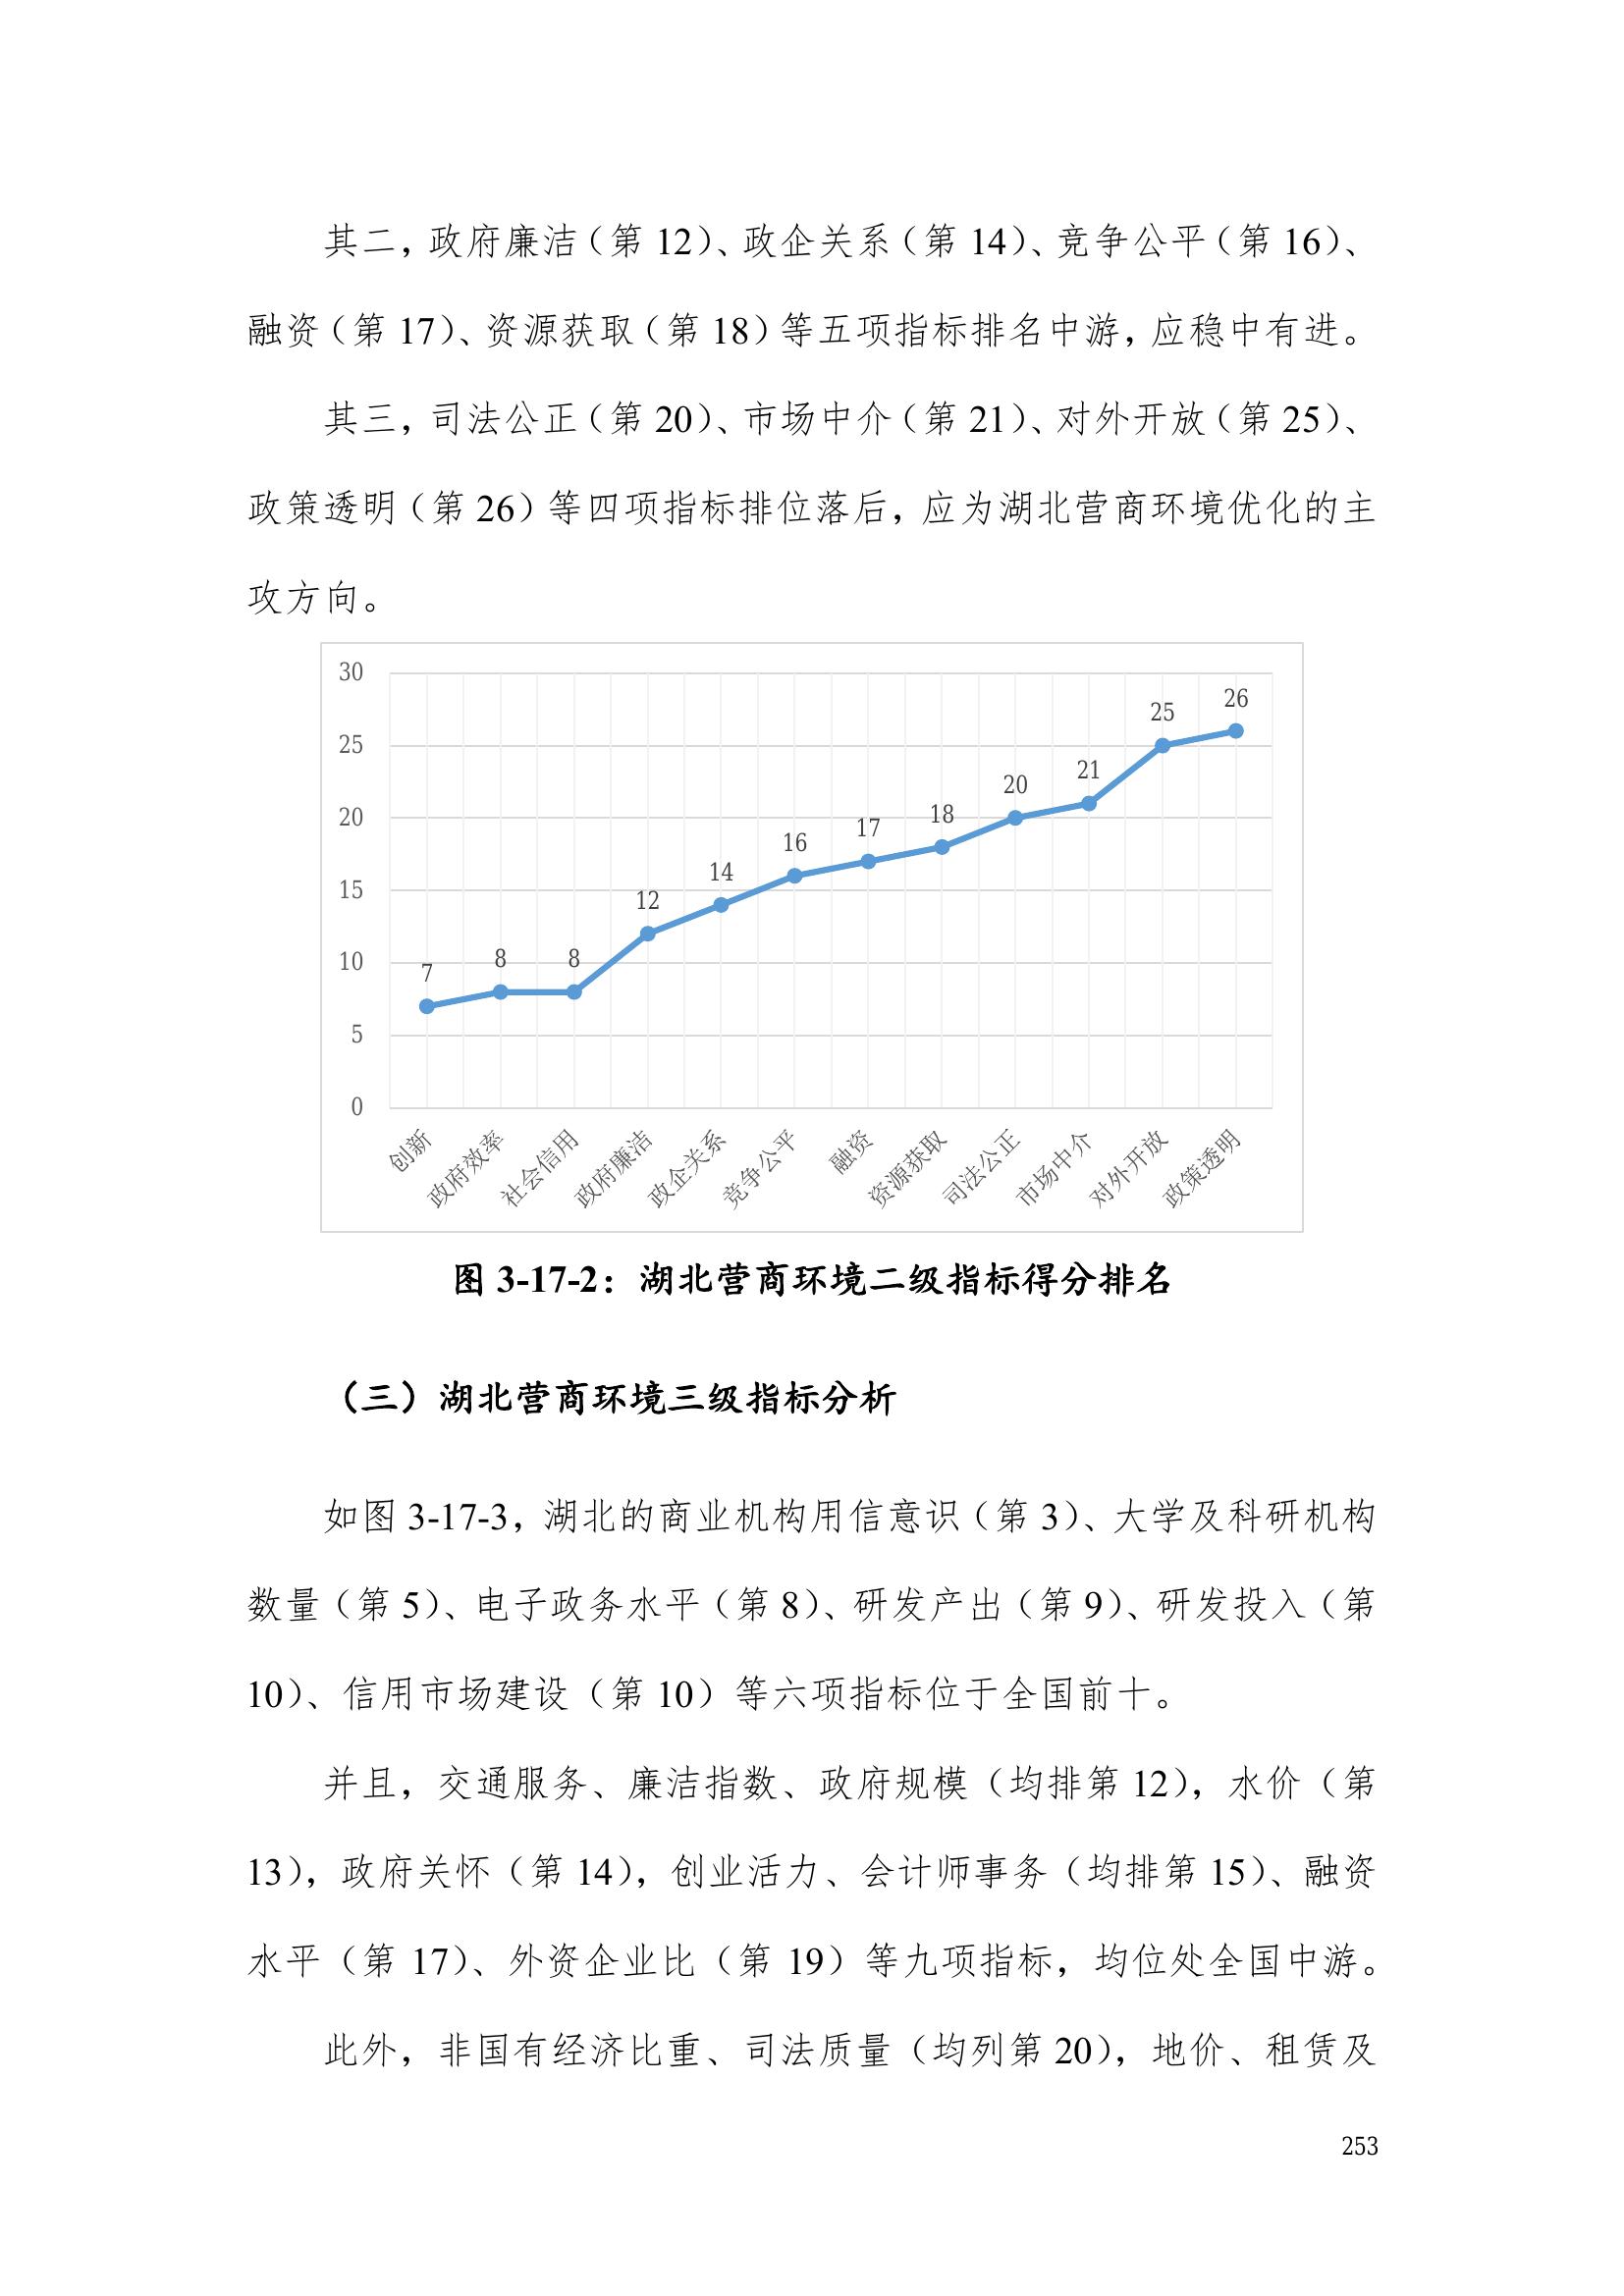 其二，政府廉洁（第 12）、政企关系（第 14）、竞争公平（第 16）、
融资（第 17）、资源获取（第 18）等五项指标排名中游，应稳中有进。
其三，司法公正（第 20）、市场中介（第 21）、对外开放（第 25）、
政策透明（第 26）等四项指标排位落后，应为湖北营商环境优化的主
攻方向。
30
25
20
15
10
5
0
7
8
8
12
14
16
17
18
20
21
25
26
创新
政府效率
社会信用
政府廉洁
政企关系
竞争公平
融资
资源获取
司法公正
市场中介
对外开放
政策透明
图 3-17-2：湖北营商环境二级指标得分排名
（三）湖北营商环境三级指标分析
如图 3-17-3，湖北的商业机构用信意识（第 3）、大学及科研机构
数量（第 5）、电子政务水平（第 8）、研发产出（第 9）、研发投入（第
10）、信用市场建设（第 10）等六项指标位于全国前十。
并且，交通服务、廉洁指数、政府规模（均排第 12），水价（第
13），政府关怀（第 14），创业活力、会计师事务（均排第 15）、融资
水平（第 17）、外资企业比（第 19）等九项指标，均位处全国中游。
此外，非国有经济比重、司法质量（均列第 20），地价、租赁及
253